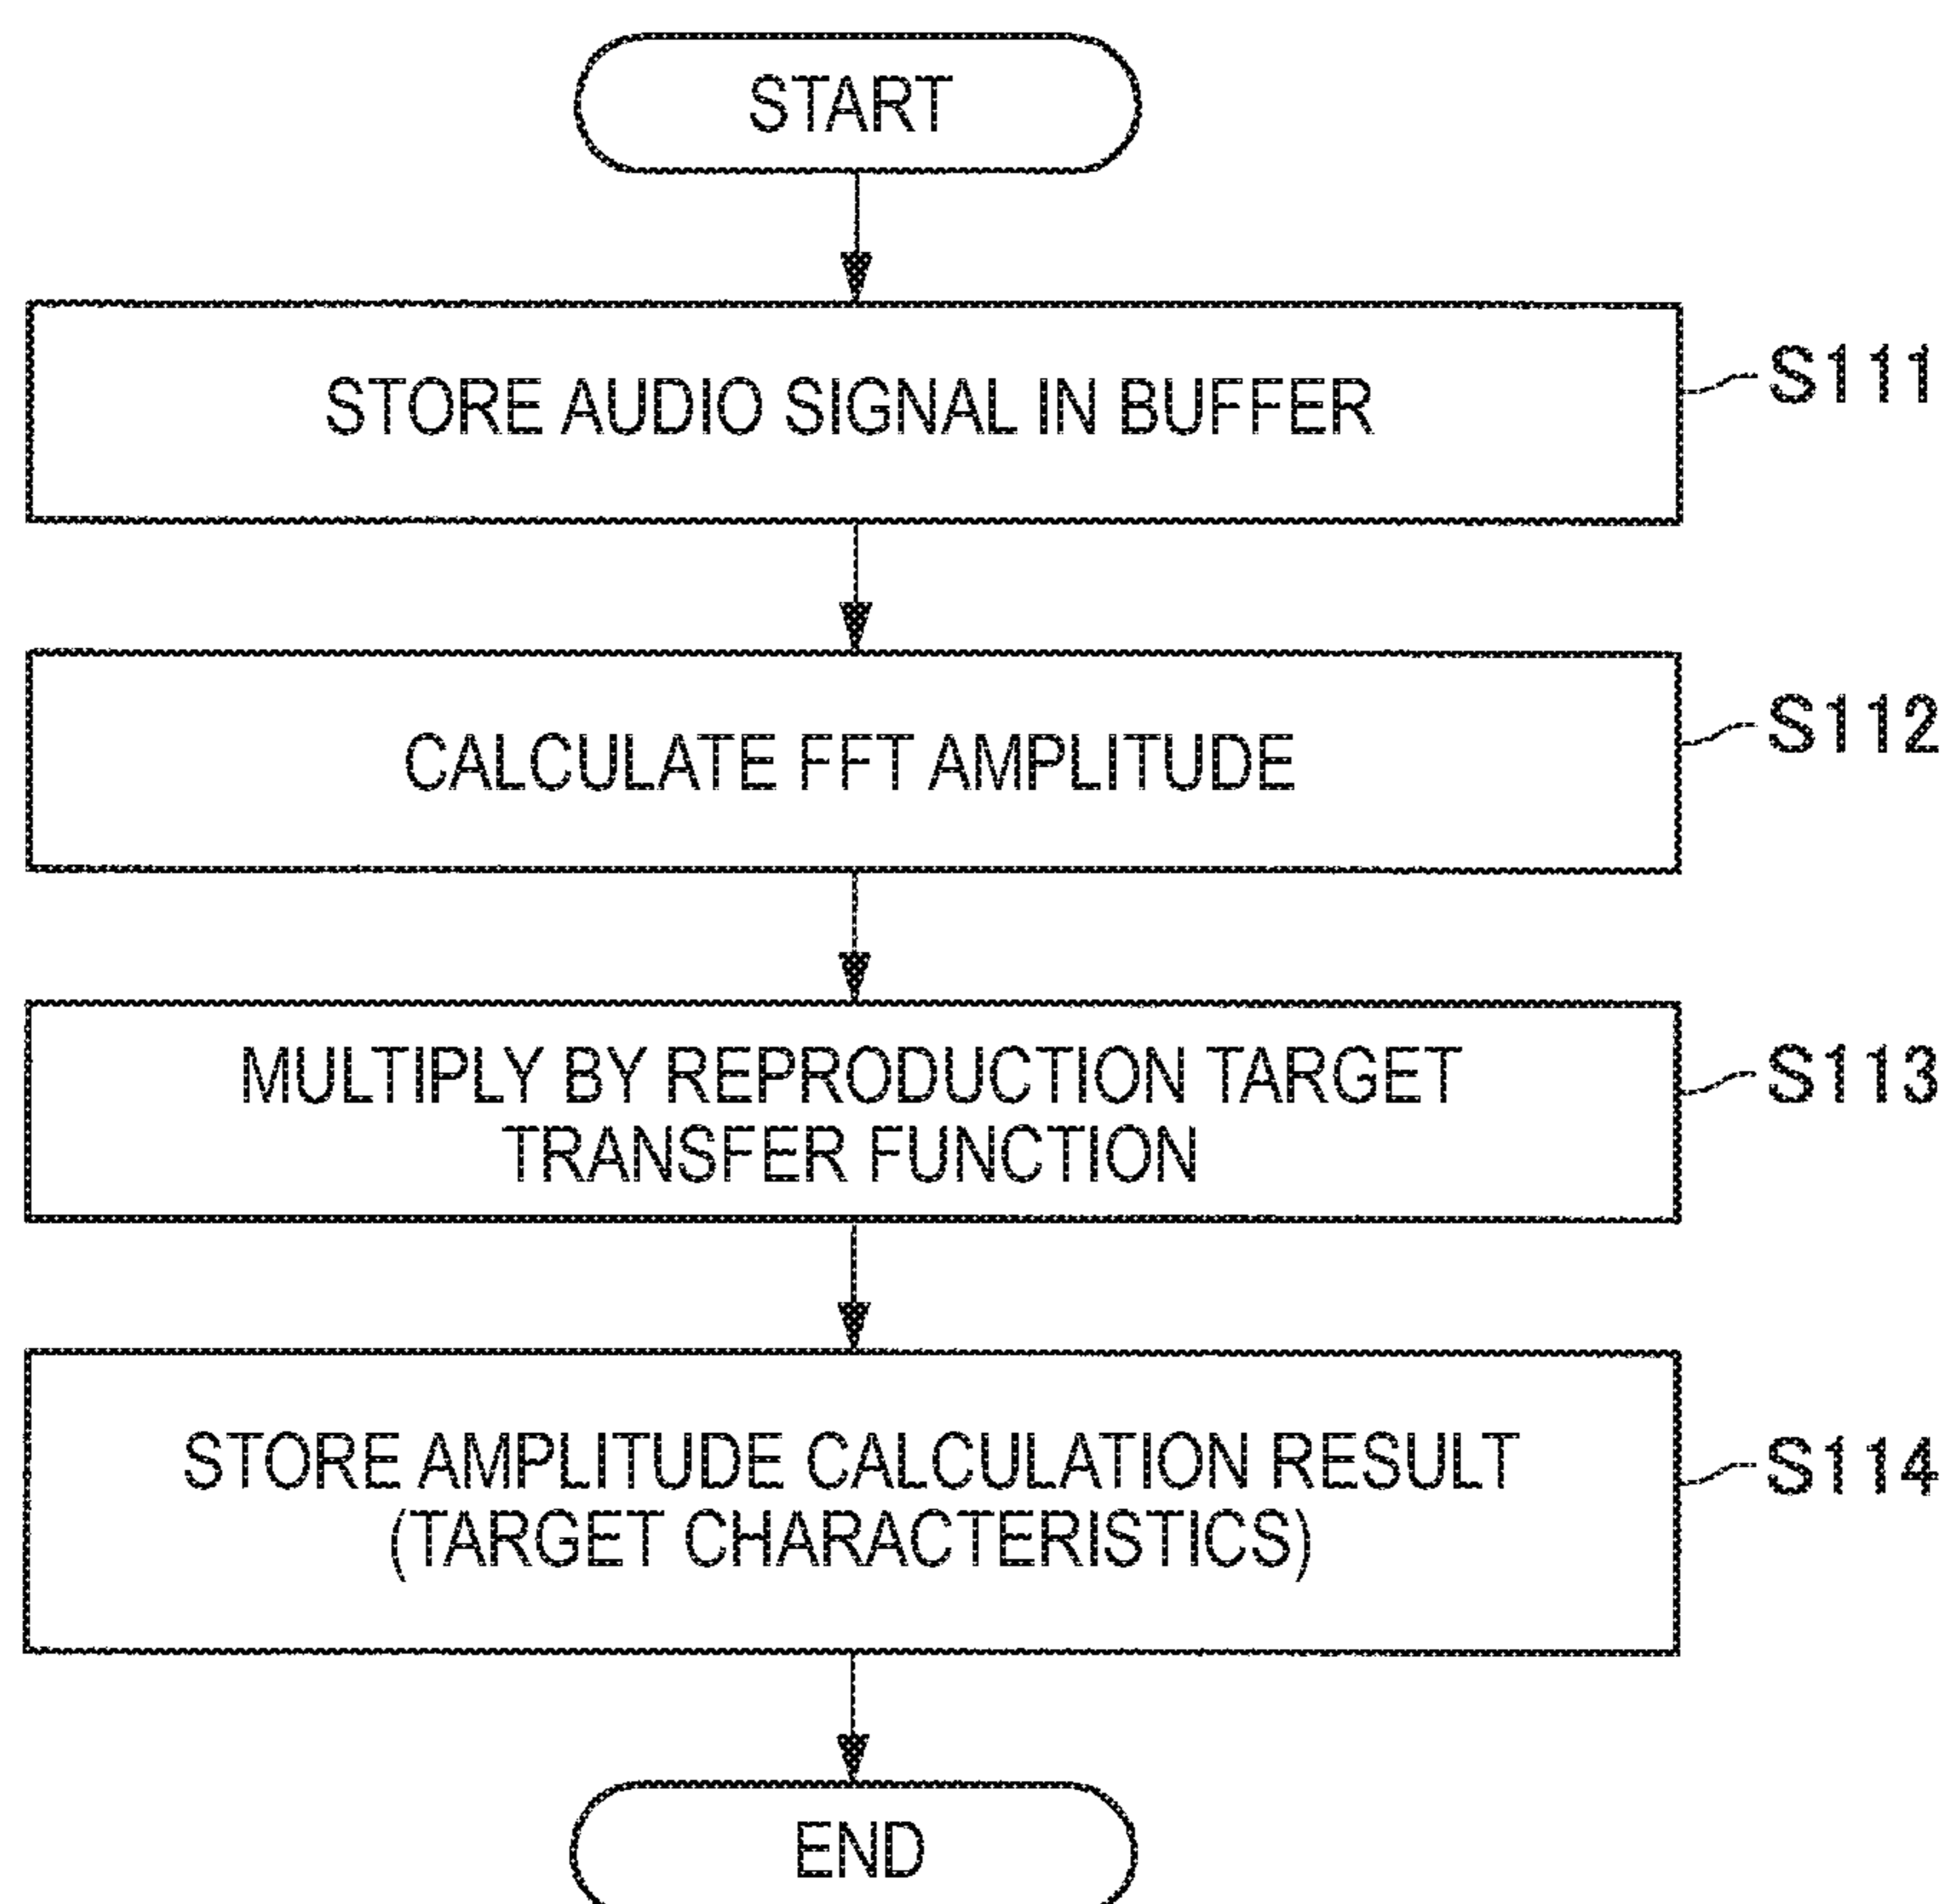 START
STORE AUDIO SIGNAL IN BUFFER
S111
CALCULATE FFT AMPLITUDE
S112
MULTIPLY BY REPRODUCTION TARGET
TRANSFER FUNCTION
S113
STORE AMPLITUDE CALCULATION RESULT
(TARGET CHARACTERISTICS)
S114
END